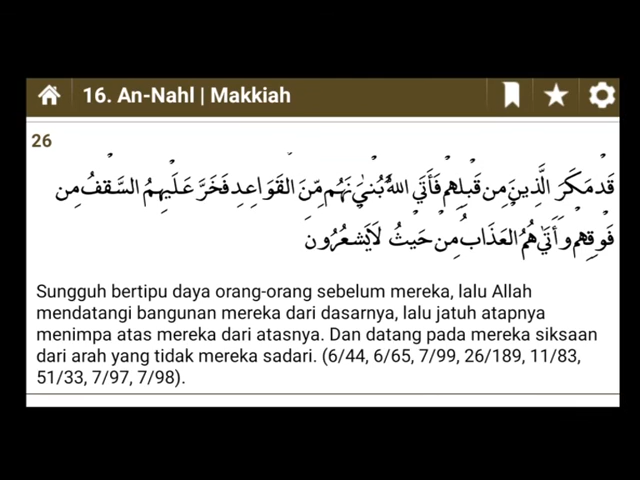 16. An-Nahl | Makkiah
26
قَدْ مَكَرَ الَّذِينَ مِن قَبْلِهِمْ فَأَتَى اللهُ بُنْيَٰنَهُم مِّنَ الْقَوَاعِدِ فَخَرَّ عَلَيْهِمُ السَّقْفُ مِن
فَوْقِهِمْ وَأَتَىٰهُمُ الْعَذَابُ مِنْ حَيْثُ لَا يَشْعُرُونَ
Sungguh bertipu daya orang-orang sebelum mereka, lalu Allah
mendatangi bangunan mereka dari dasarnya, lalu jatuh atapnya
menimpa atas mereka dari atasnya. Dan datang pada mereka siksaan
dari arah yang tidak mereka sadari. (6/44, 6/65, 7/99, 26/189, 11/83,
51/33, 7/97, 7/98).